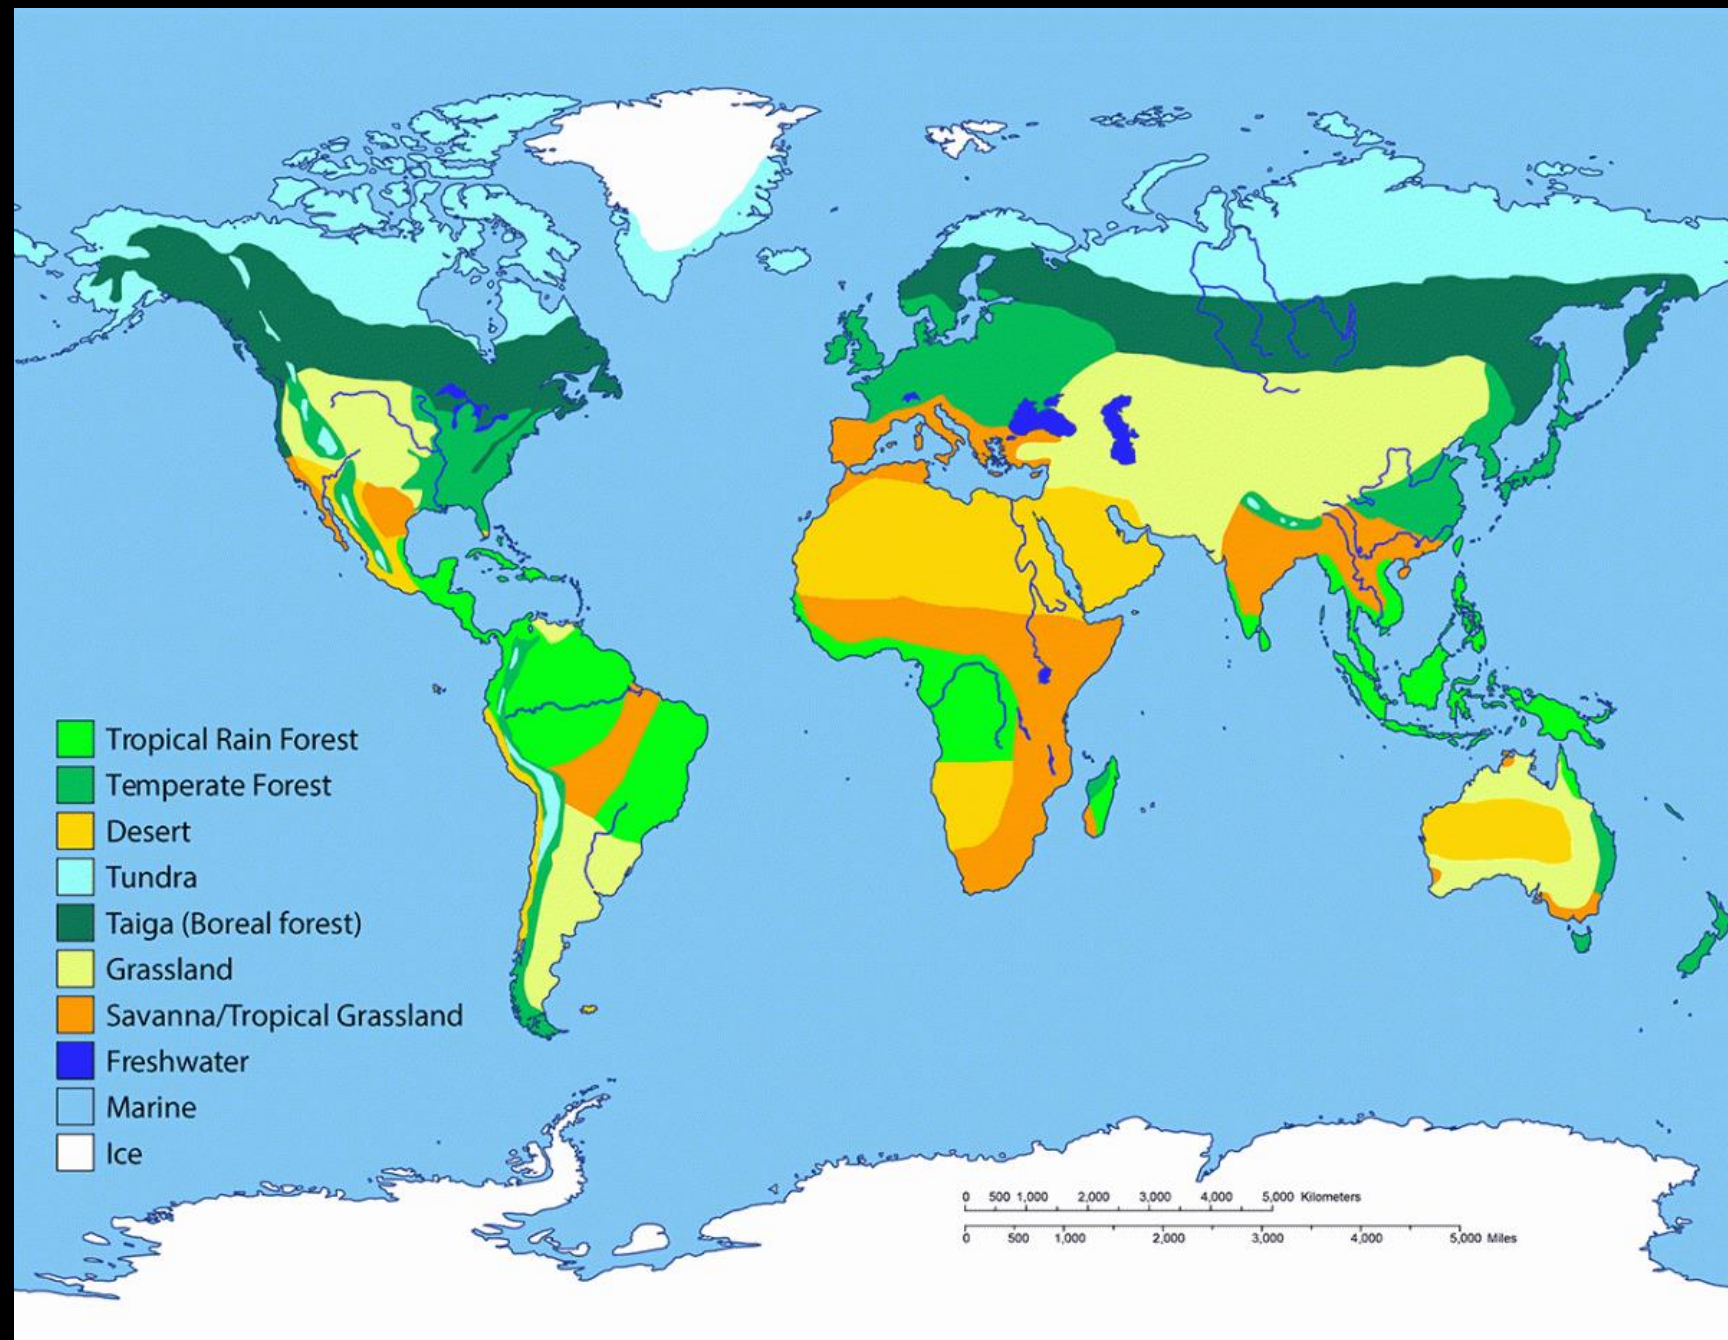 Tropical Rain Forest
Temperate Forest
Desert
Tundra
Taiga (Boreal forest)
Grassland
Savanna/Tropical Grassland
Freshwater
Marine
Ice
0 500 1,000 2,000 3,000 4,000 5,000 Kilometers
0 500 1,000 2,000 3,000 4,000 5,000 Miles